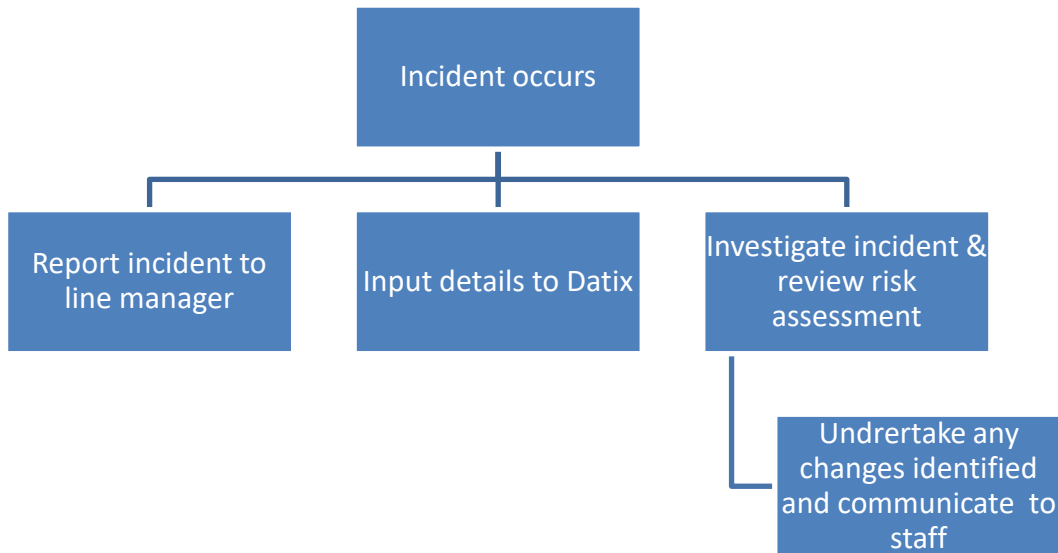 Incident occurs
Report incident to
line manager
Input details to Datix
Investigate incident &
review risk
assessment
Undrertake any
changes identified
and communicate  to
staff